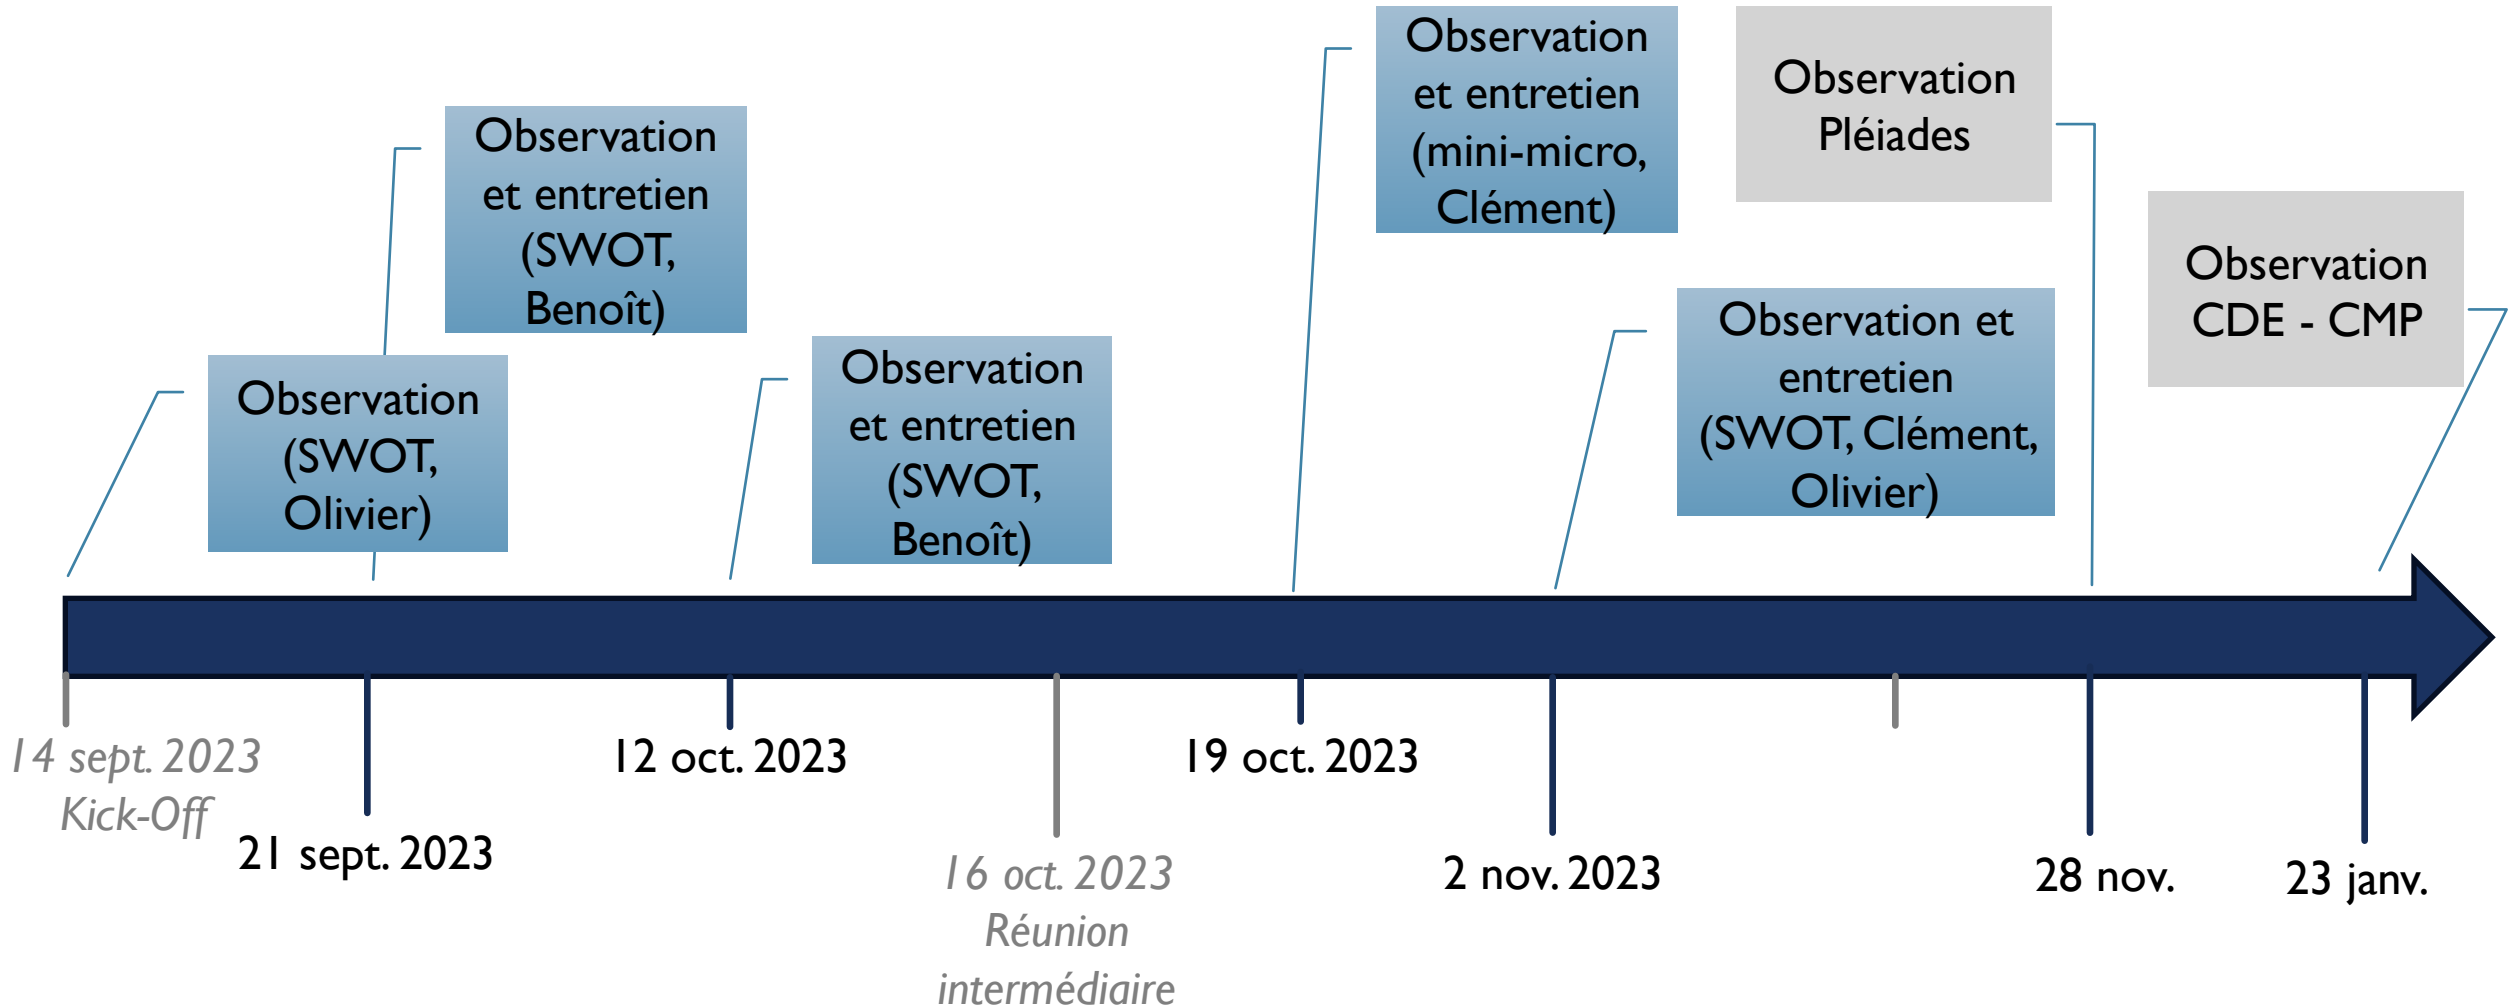 Observation
(SWOT,
Olivier)
Observation
et entretien
(SWOT,
Benoît)
Observation
et entretien
(SWOT,
Benoît)
Observation
et entretien
(mini-micro,
Clément)
Observation et
entretien
(SWOT, Clément,
Olivier)
Observation
Pléiades
Observation
CDE - CMP
14 sept. 2023
Kick-Off
21 sept. 2023
12 oct. 2023
16 oct. 2023
Réunion
intermédiaire
19 oct. 2023
2 nov. 2023
28 nov.
23 janv.